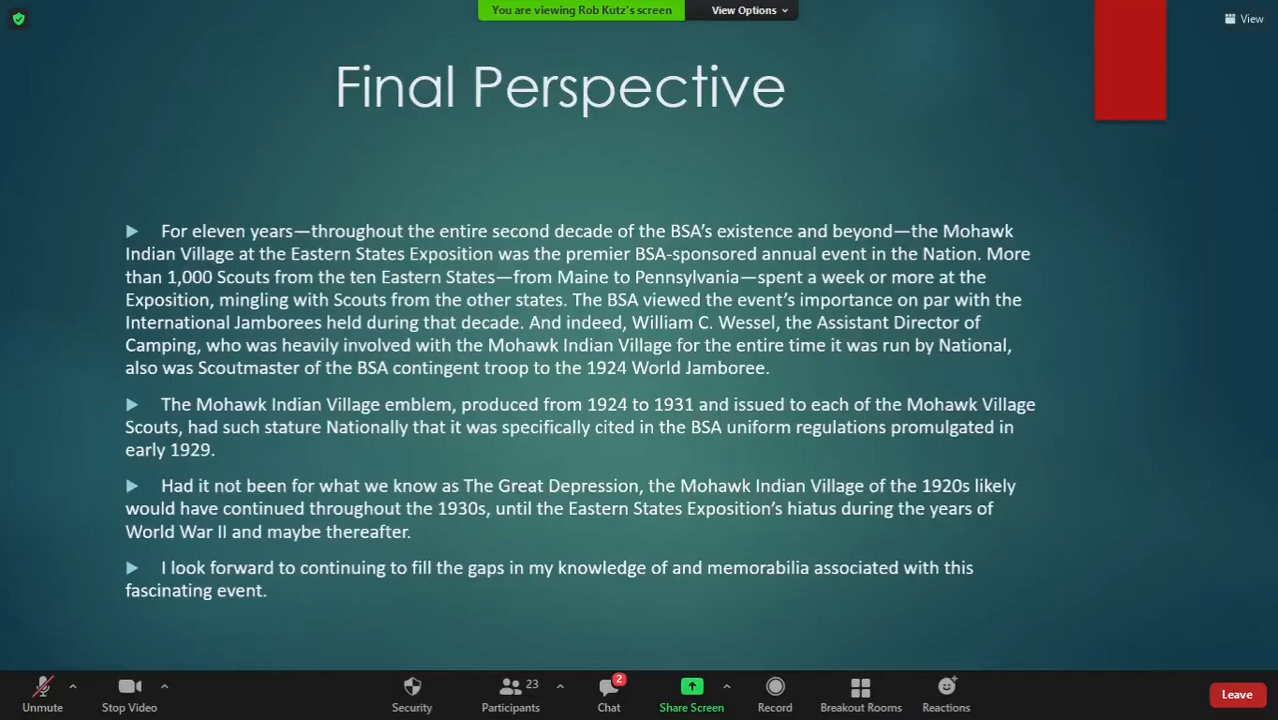 You are viewing Rob Kutz's screen
View Options
View
Final Perspective
For eleven years—throughout the entire second decade of the BSA's existence and beyond—the Mohawk
Indian Village at the Eastern States Exposition was the premier BSA-sponsored annual event in the Nation. More
than 1,000 Scouts from the ten Eastern States—from Maine to Pennsylvania—spent a week or more at the
Exposition, mingling with Scouts from the other states. The BSA viewed the event's importance on par with the
International Jamborees held during that decade. And indeed, William C. Wessel, the Assistant Director of
Camping, who was heavily involved with the Mohawk Indian Village for the entire time it was run by National,
also was Scoutmaster of the BSA contingent troop to the 1924 World Jamboree.
The Mohawk Indian Village emblem, produced from 1924 to 1931 and issued to each of the Mohawk Village
Scouts, had such stature Nationally that it was specifically cited in the BSA uniform regulations promulgated in
early 1929.
Had it not been for what we know as The Great Depression, the Mohawk Indian Village of the 1920s likely
would have continued throughout the 1930s, until the Eastern States Exposition's hiatus during the years of
World War II and maybe thereafter.
I look forward to continuing to fill the gaps in my knowledge of and memorabilia associated with this
fascinating event.
Unmute
Stop Video
Security
Participants
23
Chat
2
Share Screen
Record
Breakout Rooms
Reactions
Leave